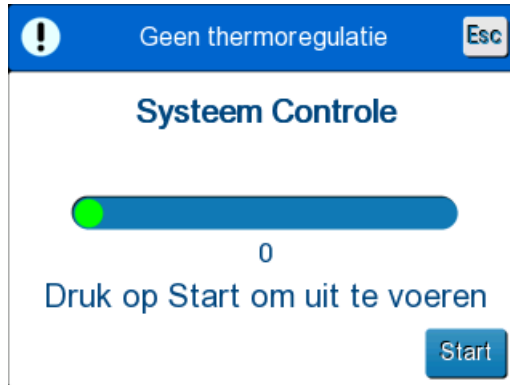 ! Geen thermoregulatie Esc
Systeem Controle
0
Druk op Start om uit te voeren
Start